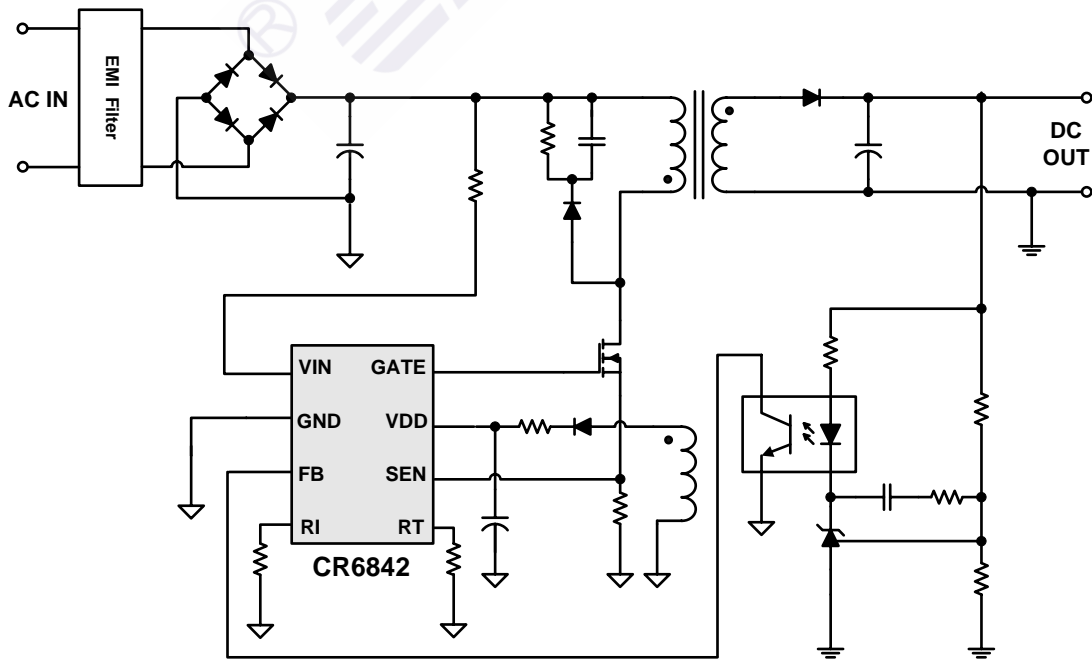 AC IN
EMI Filter
DC
OUT
VIN
GATE
GND
VDD
FB
SEN
RI
RT
CR6842